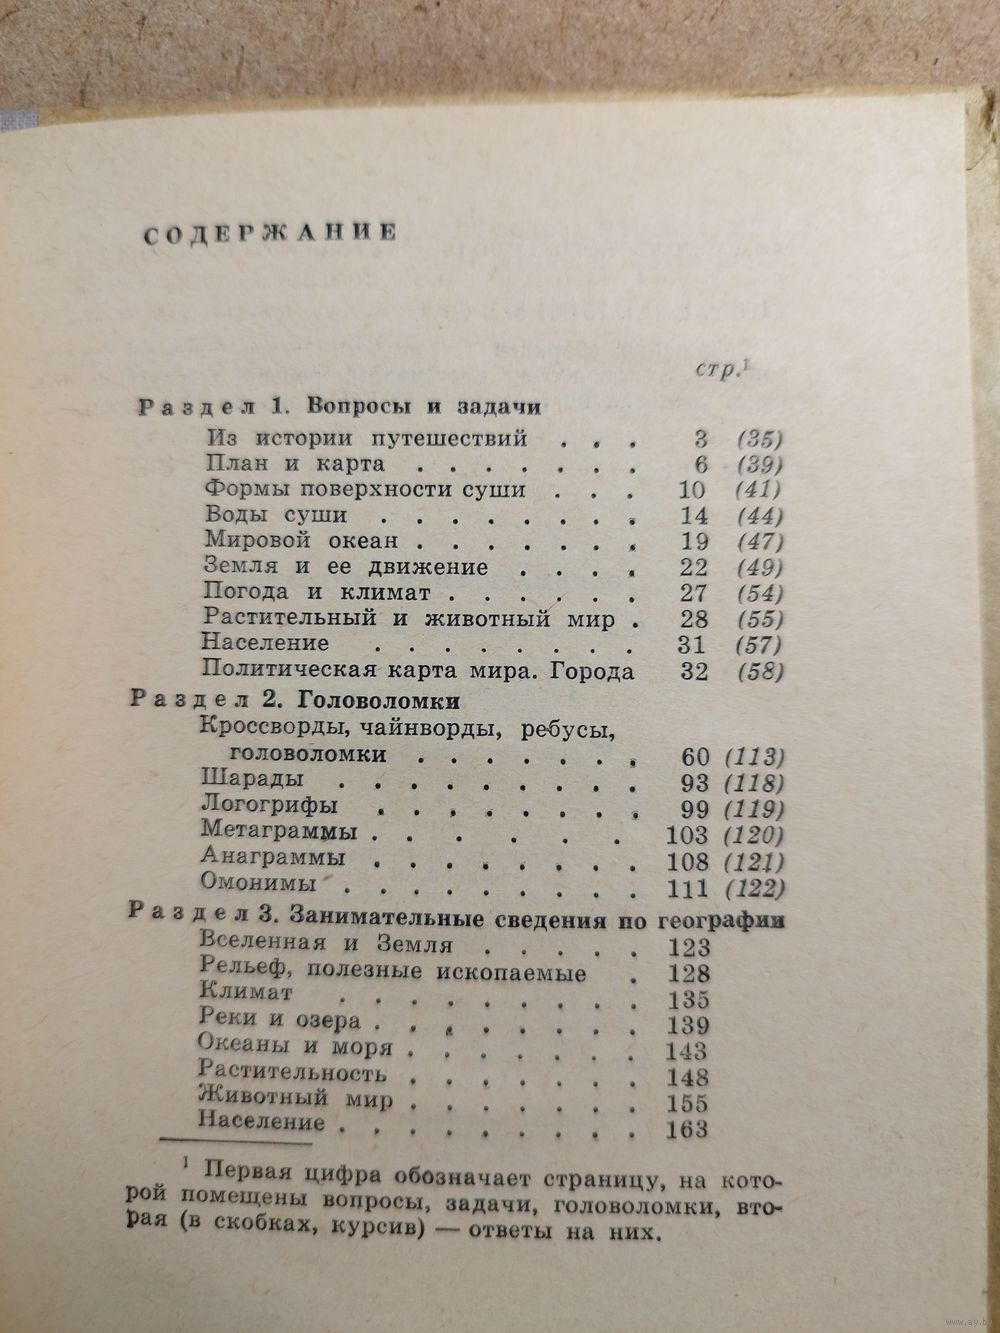 СОДЕРЖАНИЕ
стр.¹
Раздел 1. Вопросы и задачи
Из истории путешествий . . . 3 (35)
План и карта . . . . . . . 6 (39)
Формы поверхности суши . . . 10 (41)
Воды суши . . . . . . . . 14 (44)
Мировой океан . . . . . . . 19 (47)
Земля и ее движение . . . . 22 (49)
Погода и климат . . . . . . 27 (54)
Растительный и животный мир . 28 (55)
Население . . . . . . . . 31 (57)
Политическая карта мира. Города 32 (58)
Раздел 2. Головоломки
Кроссворды, чайнворды, ребусы,
головоломки . . . . . . . 60 (113)
Шарады . . . . . . . . . 93 (118)
Логогрифы . . . . . . . . 99 (119)
Метаграммы . . . . . . . 103 (120)
Анаграммы . . . . . . . . 108 (121)
Омонимы . . . . . . . . . 111 (122)
Раздел 3. Занимательные сведения по географии
Вселенная и Земля . . . . . 123
Рельеф, полезные ископаемые . 128
Климат . . . . . . . . . 135
Реки и озера . . . . . . . . 139
Океаны и моря . . . . . . . 143
Растительность . . . . . . . 148
Животный мир . . . . . . . 155
Население . . . . . . . . . 163
¹ Первая цифра обозначает страницу, на кото-
рой помещены вопросы, задачи, головоломки, вто-
рая (в скобках, курсив) — ответы на них.